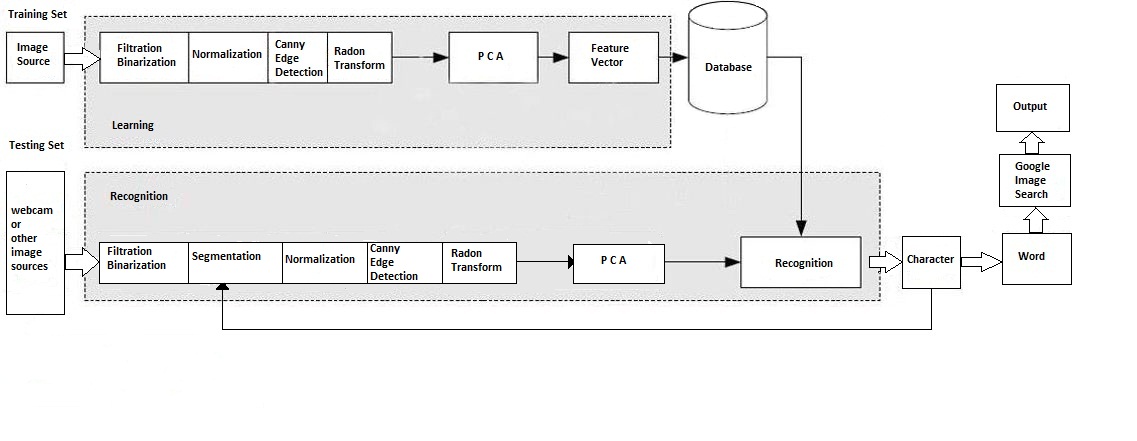 Training Set
Image
Source
Filtration
Binarization
Normalization
Canny
Edge
Detection
Radon
Transform
P C A
Feature
Vector
Database
Learning
Output
Testing Set
Google
Image
Search
Recognition
webcam
or
other
image
sources
Filtration
Binarization
Segmentation
Normalization
Canny
Edge
Detection
Radon
Transform
P C A
Recognition
Character
Word